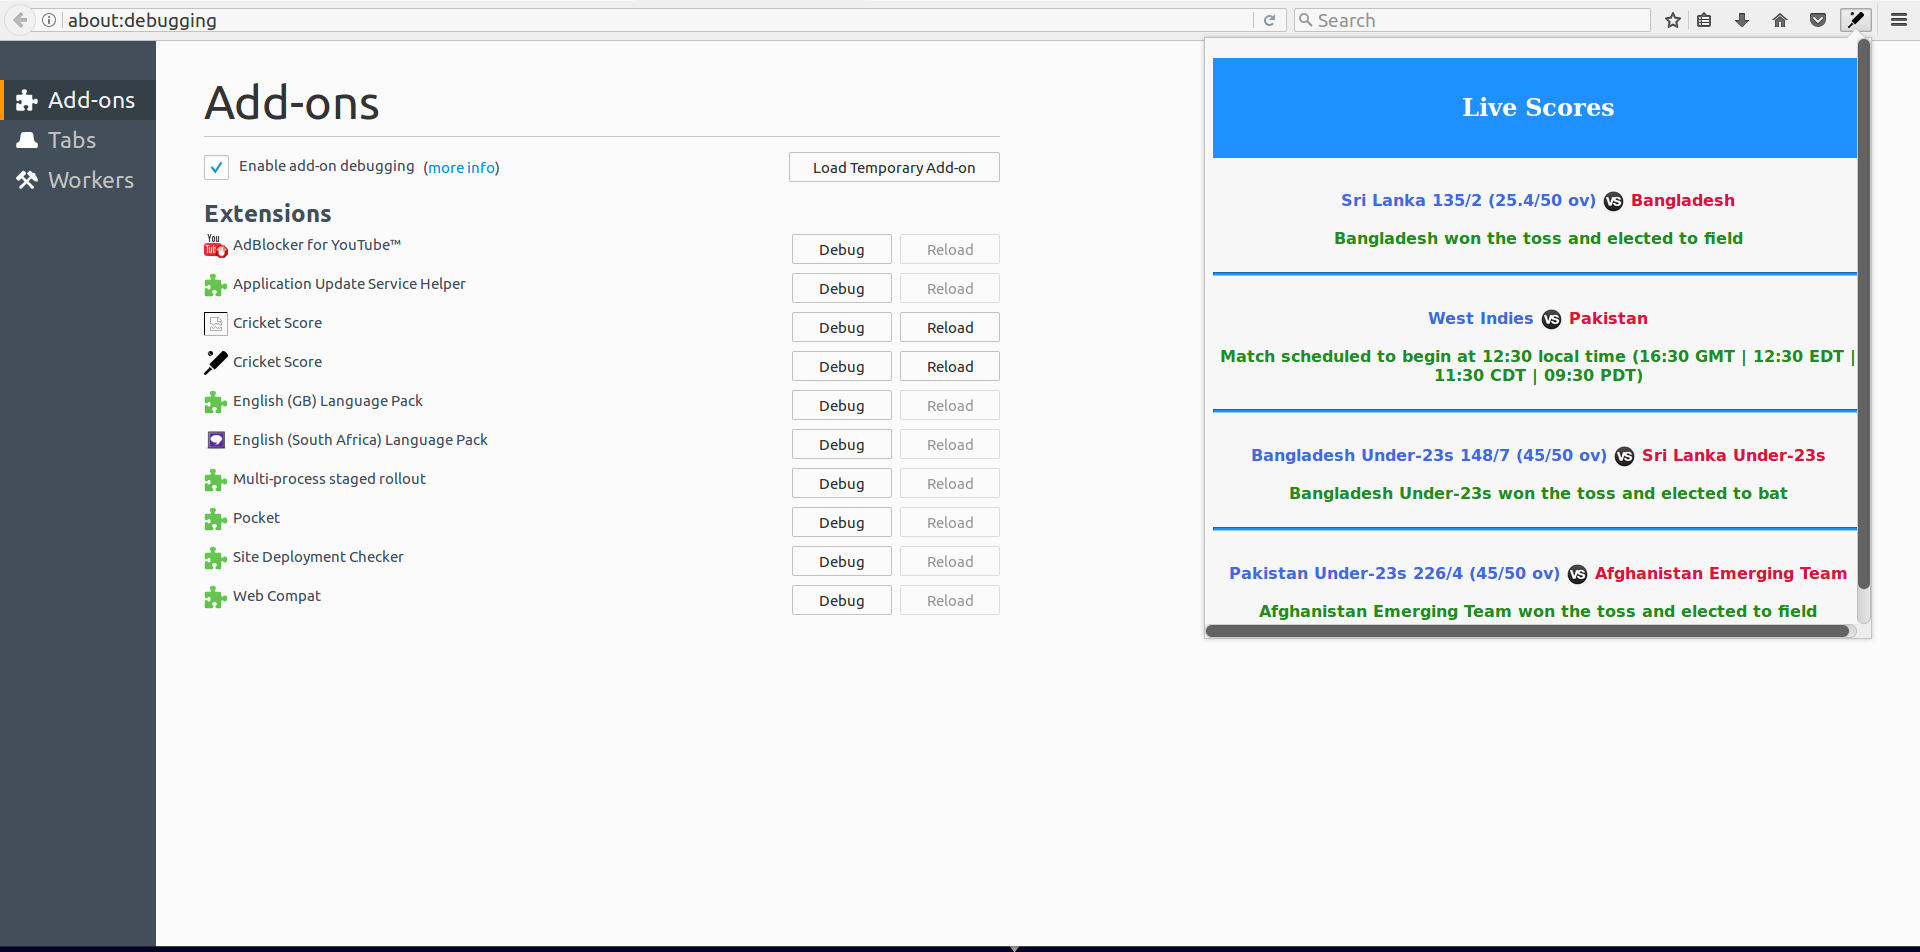 about:debugging
Search
Add-ons
Tabs
Workers
Add-ons
Enable add-on debugging (more info)
Load Temporary Add-on
Extensions
You
Tube
AdBlocker for YouTube™
Debug
Reload
Application Update Service Helper
Debug
Reload
Cricket Score
Debug
Reload
Cricket Score
Debug
Reload
English (GB) Language Pack
Debug
Reload
English (South Africa) Language Pack
Debug
Reload
Multi-process staged rollout
Debug
Reload
Pocket
Debug
Reload
Site Deployment Checker
Debug
Reload
Web Compat
Debug
Reload
Live Scores
Sri Lanka 135/2 (25.4/50 ov) VS Bangladesh
Bangladesh won the toss and elected to field
West Indies VS Pakistan
Match scheduled to begin at 12:30 local time (16:30 GMT | 12:30 EDT |
11:30 CDT | 09:30 PDT)
Bangladesh Under-23s 148/7 (45/50 ov) VS Sri Lanka Under-23s
Bangladesh Under-23s won the toss and elected to bat
Pakistan Under-23s 226/4 (45/50 ov) VS Afghanistan Emerging Team
Afghanistan Emerging Team won the toss and elected to field